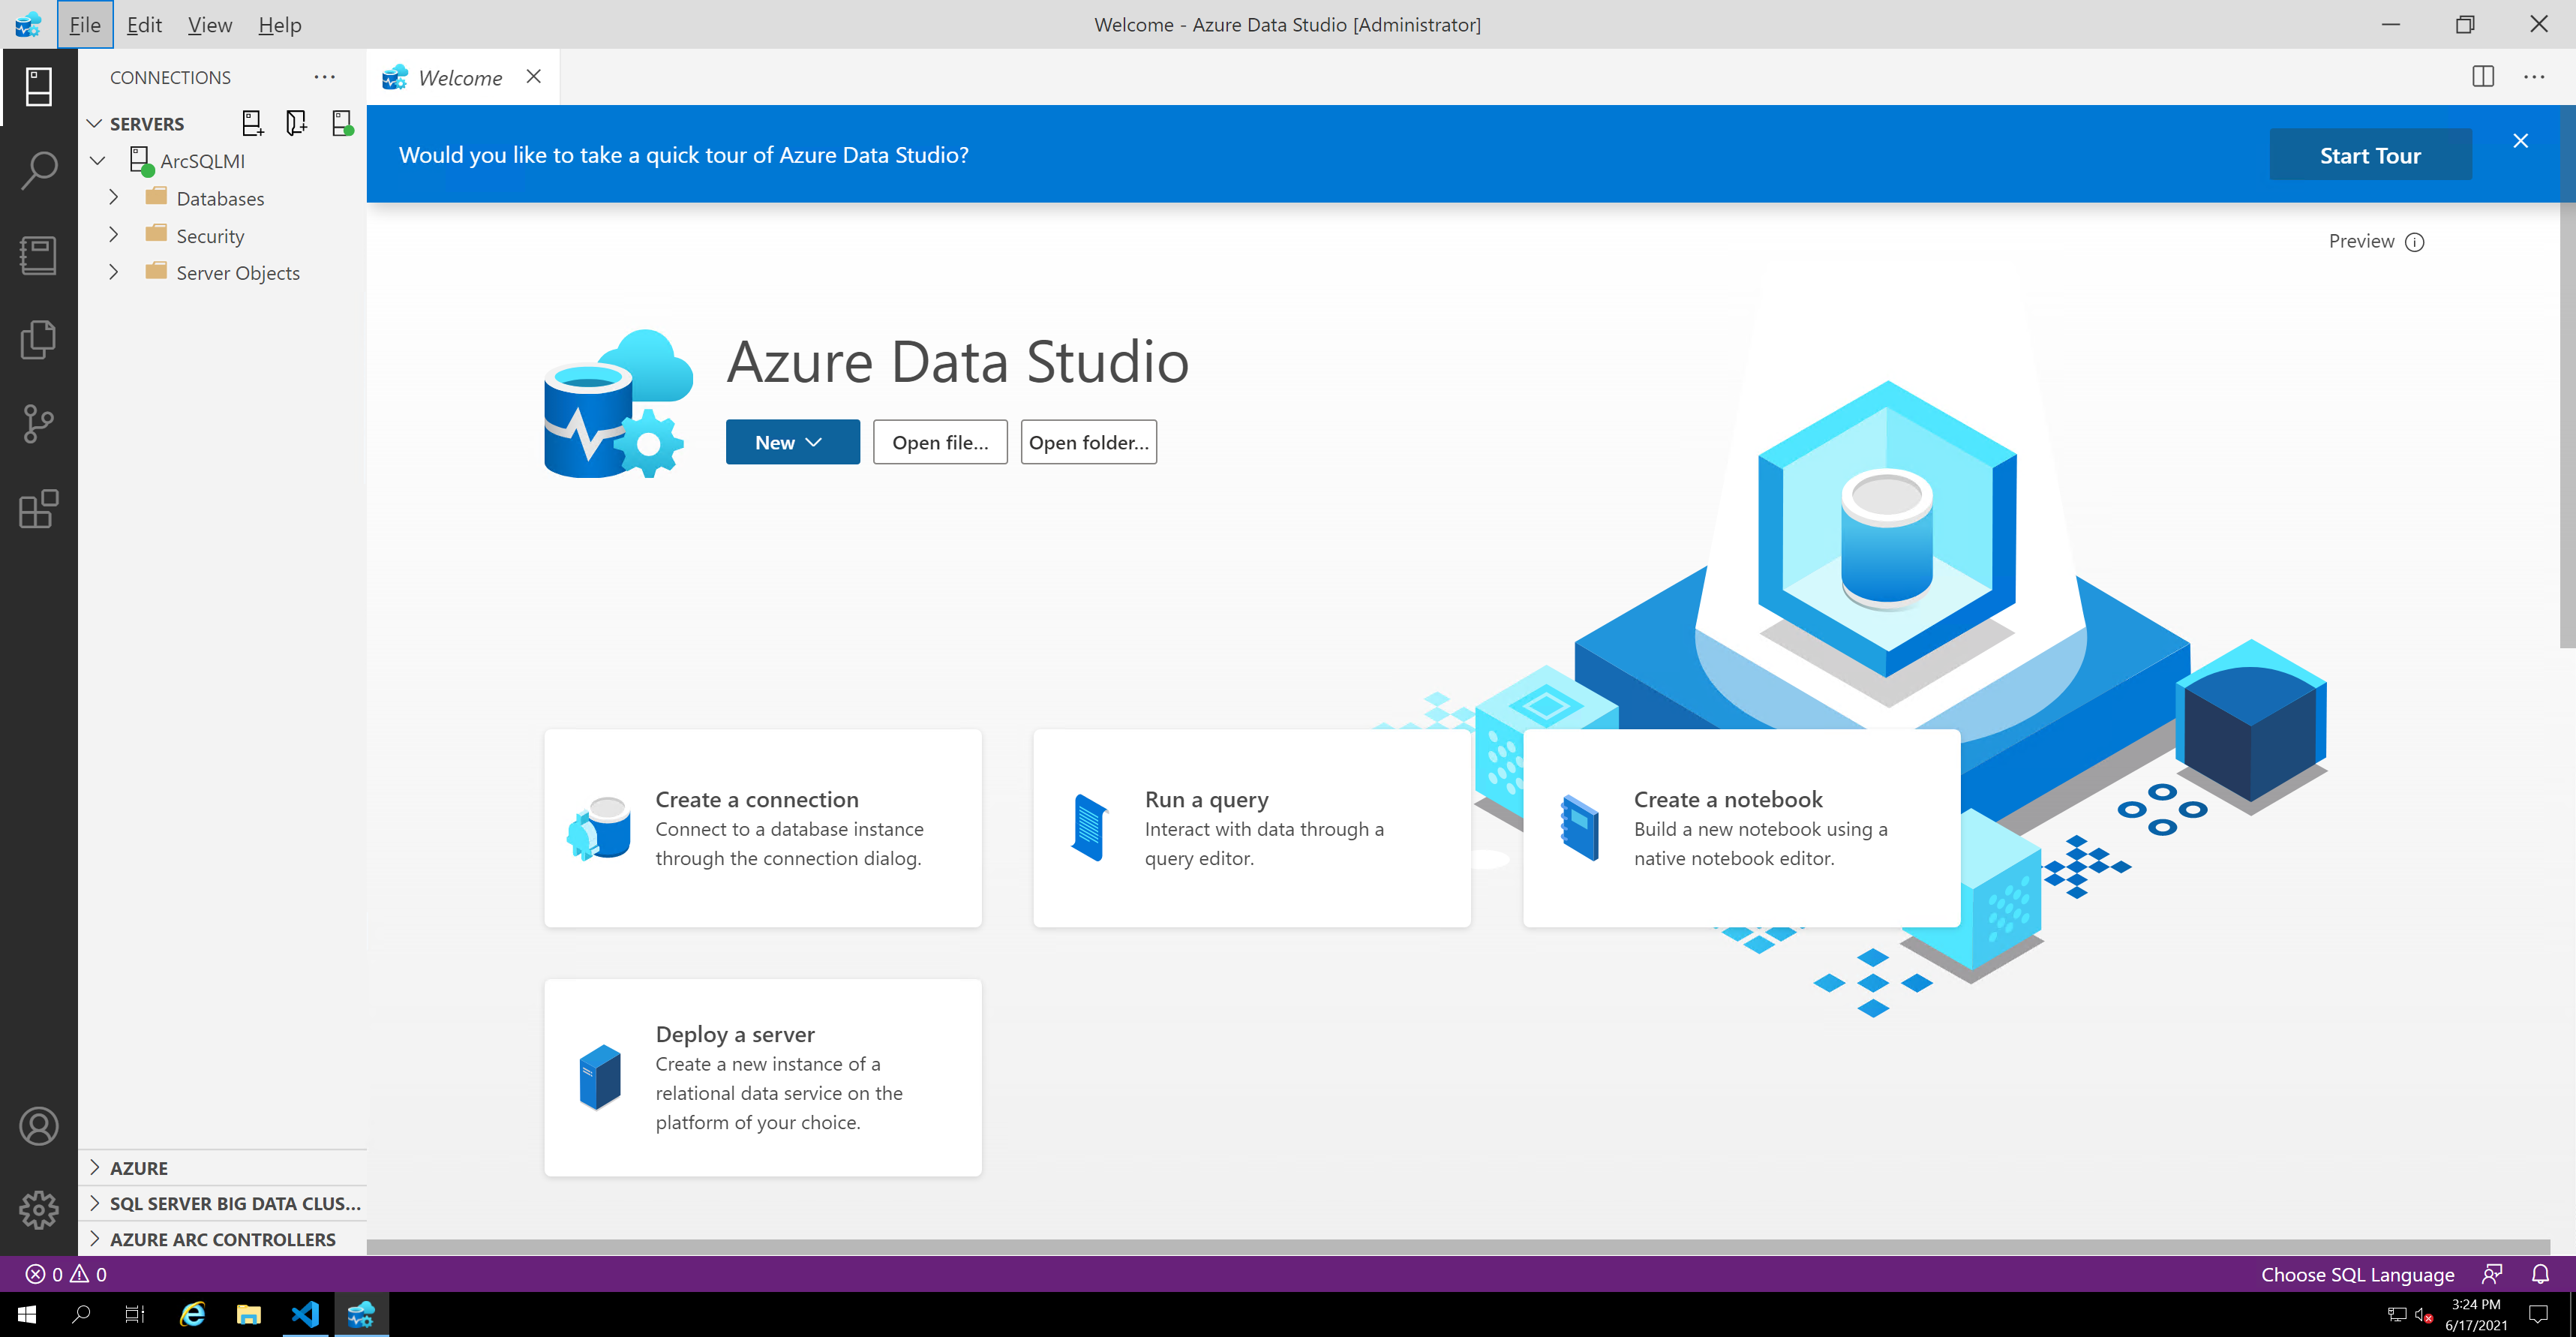 File Edit View Help
Welcome - Azure Data Studio [Administrator]
CONNECTIONS
Welcome
SERVERS
ArcSQLMI
Databases
Security
Server Objects
Would you like to take a quick tour of Azure Data Studio?
Start Tour
Preview
Azure Data Studio
New
Open file...
Open folder...
Create a connection
Connect to a database instance
through the connection dialog.
Run a query
Interact with data through a
query editor.
Create a notebook
Build a new notebook using a
native notebook editor.
Deploy a server
Create a new instance of a
relational data service on the
platform of your choice.
AZURE
SQL SERVER BIG DATA CLUS...
AZURE ARC CONTROLLERS
0 0
Choose SQL Language
3:24 PM
6/17/2021